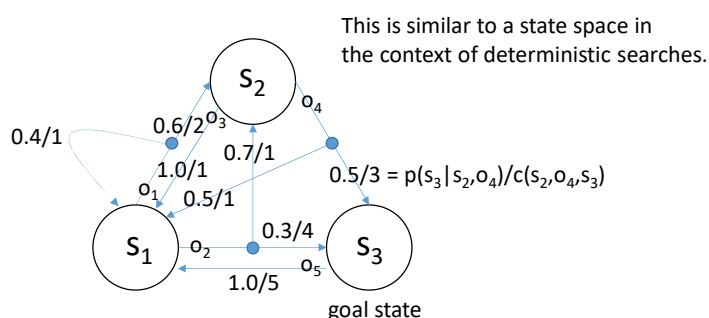 This is similar to a state space in
the context of deterministic searches.
s₂
o₄
0.4/1
0.6/2
o₃
1.0/1
0.7/1
0.5/3 = p(s₃|s₂,o₄)/c(s₂,o₄,s₃)
o₁
0.5/1
s₁
o₂
0.3/4
s₃
o₅
1.0/5
goal state